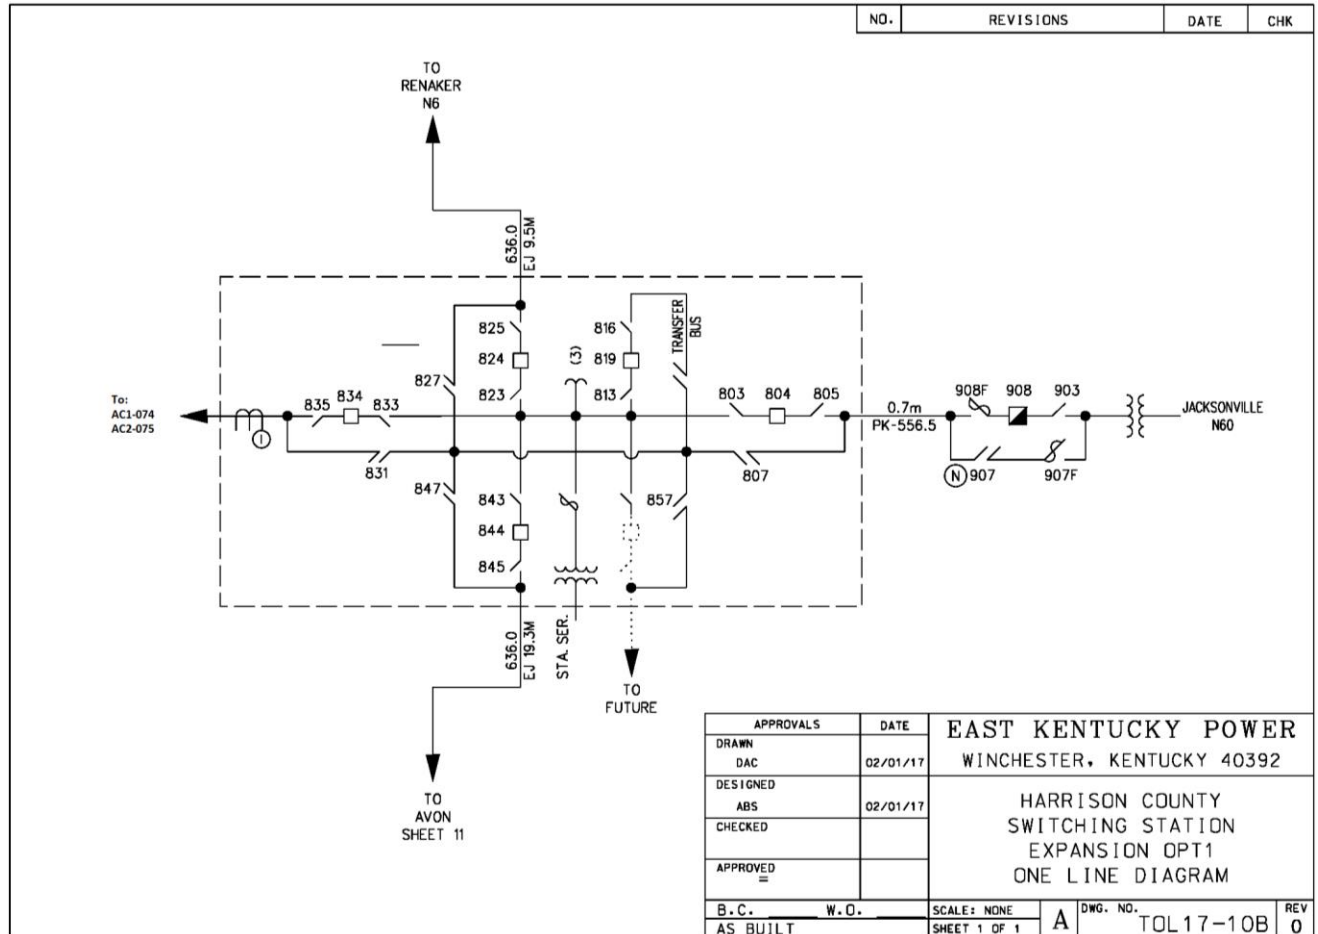 NO. REVISIONS DATE CHK
TO
RENAKER
N6
636.0
EJ 9.5M
825
816
TRANSFER
BUS
824
(3)
819
827
823
813
803
804
805
908F
908
903
To:
AC1-074
AC2-075
835
834
833
0.7m
PK-556.5
JACKSONVILLE
N60
I
831
807
N
907
907F
847
843
857
844
845
636.0
EJ 19.3M
STA. SER.
TO
FUTURE
TO
AVON
SHEET 11
APPROVALS DATE
DRAWN
DAC 02/01/17
DESIGNED
ABS 02/01/17
CHECKED
APPROVED
=
EAST KENTUCKY POWER
WINCHESTER, KENTUCKY 40392
HARRISON COUNTY
SWITCHING STATION
EXPANSION OPT1
ONE LINE DIAGRAM
B.C. W.O.
AS BUILT
SCALE: NONE
SHEET 1 OF 1
A
DWG. NO.
TOL17-10B
REV
0